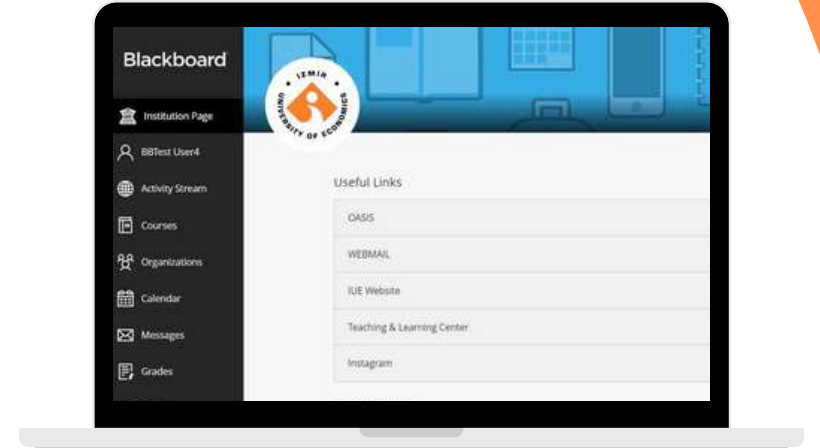 Blackboard
Institution Page
BBTest User4
Activity Stream
Courses
Organizations
Calendar
Messages
Grades
IZMIR
UNIVERSITY OF ECONOMICS
Useful Links
OASIS
WEBMAIL
IUE Website
Teaching & Learning Center
Instagram